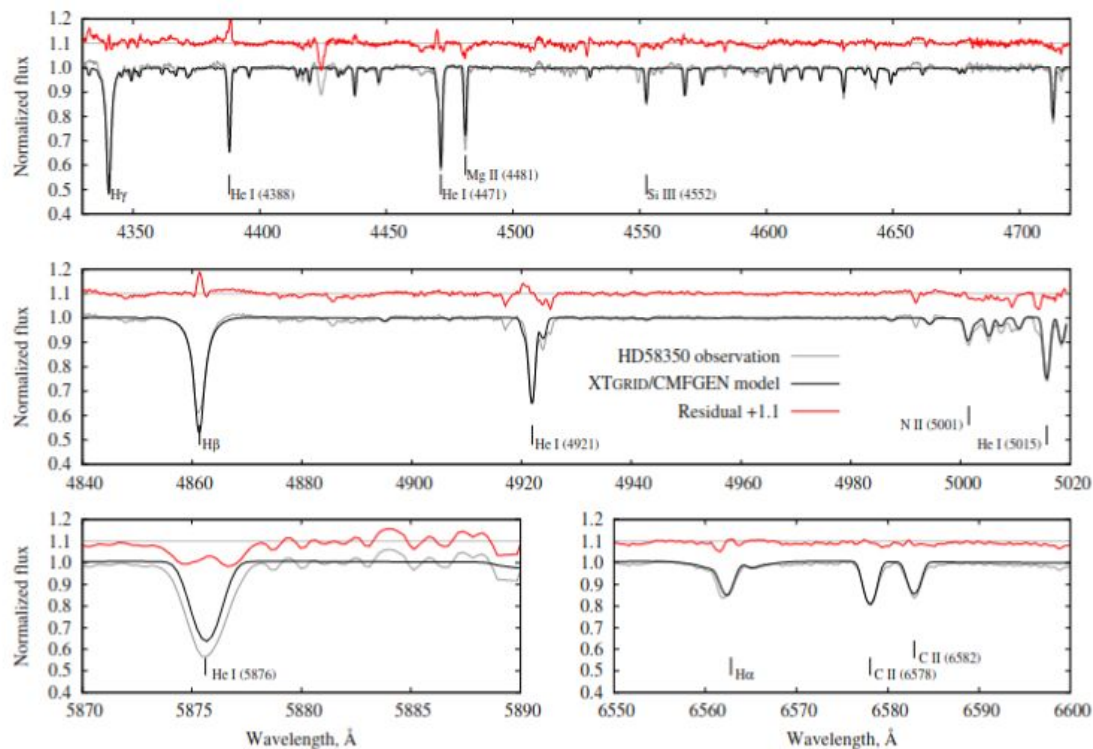 1.2
1.1
1.0
0.9
0.8
0.7
0.6
0.5
0.4
Normalized flux
Hγ
He I (4388)
He I (4471)
Mg II (4481)
Si III (4552)
4350 4400 4450 4500 4550 4600 4650 4700
1.2
1.1
1.0
0.9
0.8
0.7
0.6
0.5
0.4
Normalized flux
HD58350 observation
XTGRID/CMFGEN model
Residual +1.1
Hβ
He I (4921)
N II (5001)
He I (5015)
4840 4860 4880 4900 4920 4940 4960 4980 5000 5020
1.2
1.1
1.0
0.9
0.8
0.7
0.6
0.5
0.4
Normalized flux
He I (5876)
5870 5875 5880 5885 5890
Wavelength, Å
1.2
1.1
1.0
0.9
0.8
0.7
0.6
0.5
0.4
Normalized flux
Hα
C II (6578)
C II (6582)
6550 6560 6570 6580 6590 6600
Wavelength, Å